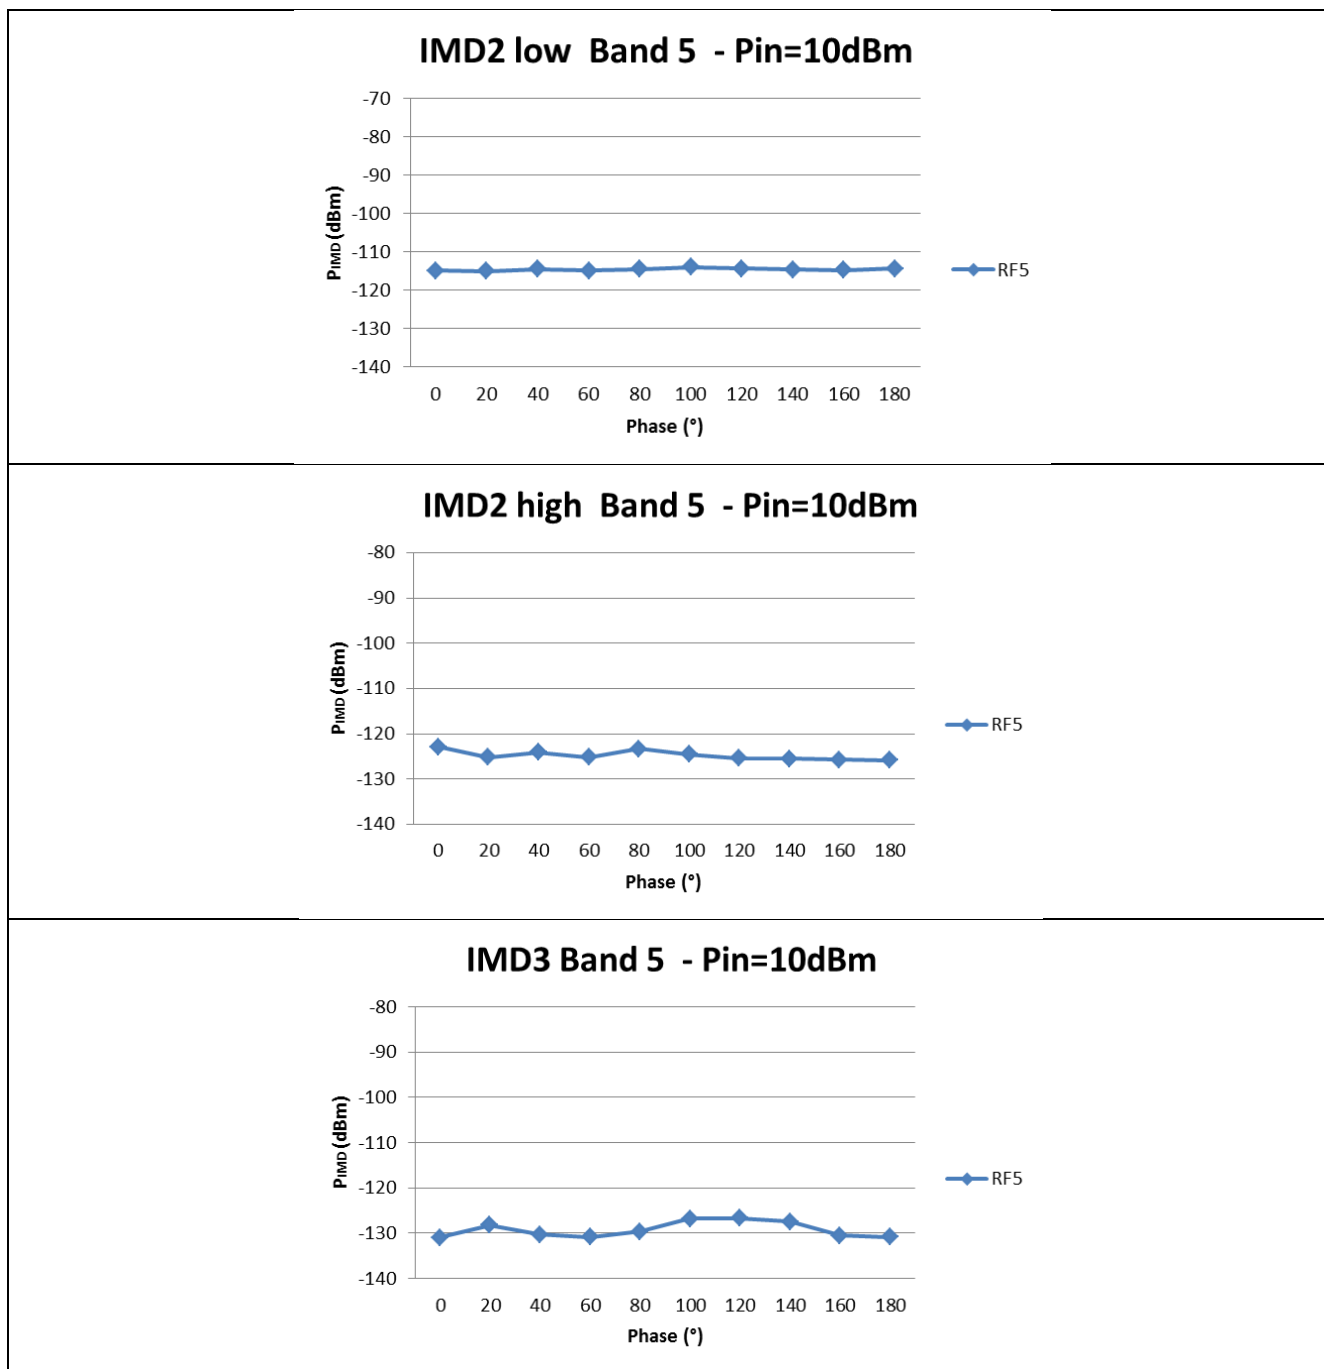 IMD2 low  Band 5  - Pin=10dBm
-70
-80
-90
-100
-110
-120
-130
-140
PIMD (dBm)
0 20 40 60 80 100 120 140 160 180
Phase (°)
RF5
IMD2 high  Band 5  - Pin=10dBm
-80
-90
-100
-110
-120
-130
-140
PIMD (dBm)
0 20 40 60 80 100 120 140 160 180
Phase (°)
RF5
IMD3 Band 5  - Pin=10dBm
-80
-90
-100
-110
-120
-130
-140
PIMD (dBm)
0 20 40 60 80 100 120 140 160 180
Phase (°)
RF5